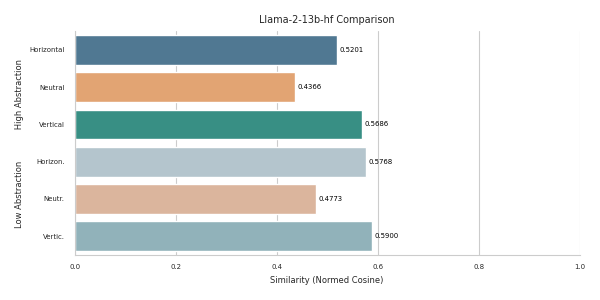 Llama-2-13b-hf Comparison
High Abstraction
Horizontal
0.5201
Neutral
0.4366
Vertical
0.5686
Low Abstraction
Horizon.
0.5768
Neutr.
0.4773
Vertic.
0.5900
0.0 0.2 0.4 0.6 0.8 1.0
Similarity (Normed Cosine)